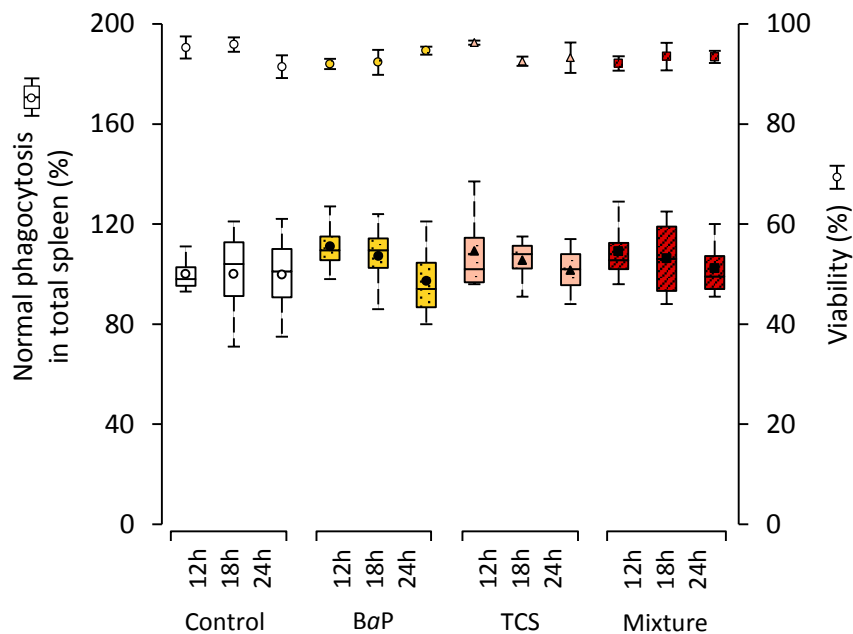 Normal phagocytosis
in total spleen (%)
200
160
120
80
40
0
100
80
60
40
20
0
Viability (%)
12h 18h 24h 12h 18h 24h 12h 18h 24h 12h 18h 24h
Control BaP TCS Mixture